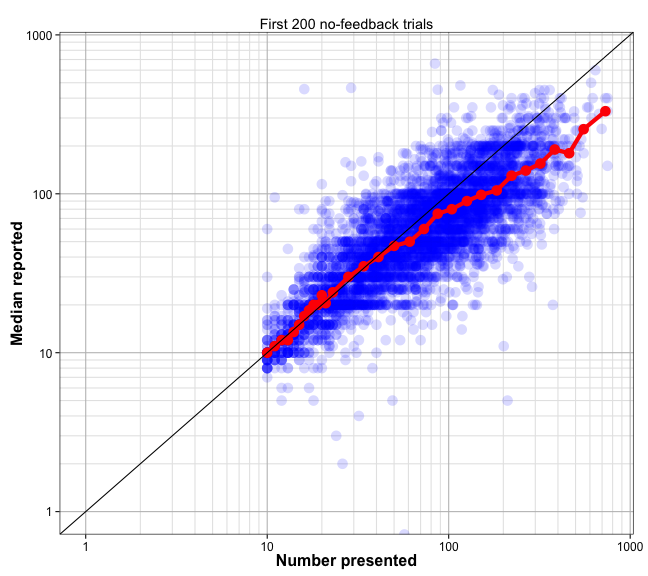 First 200 no-feedback trials
1000
100
10
1
Median reported
1 10 100 1000
Number presented